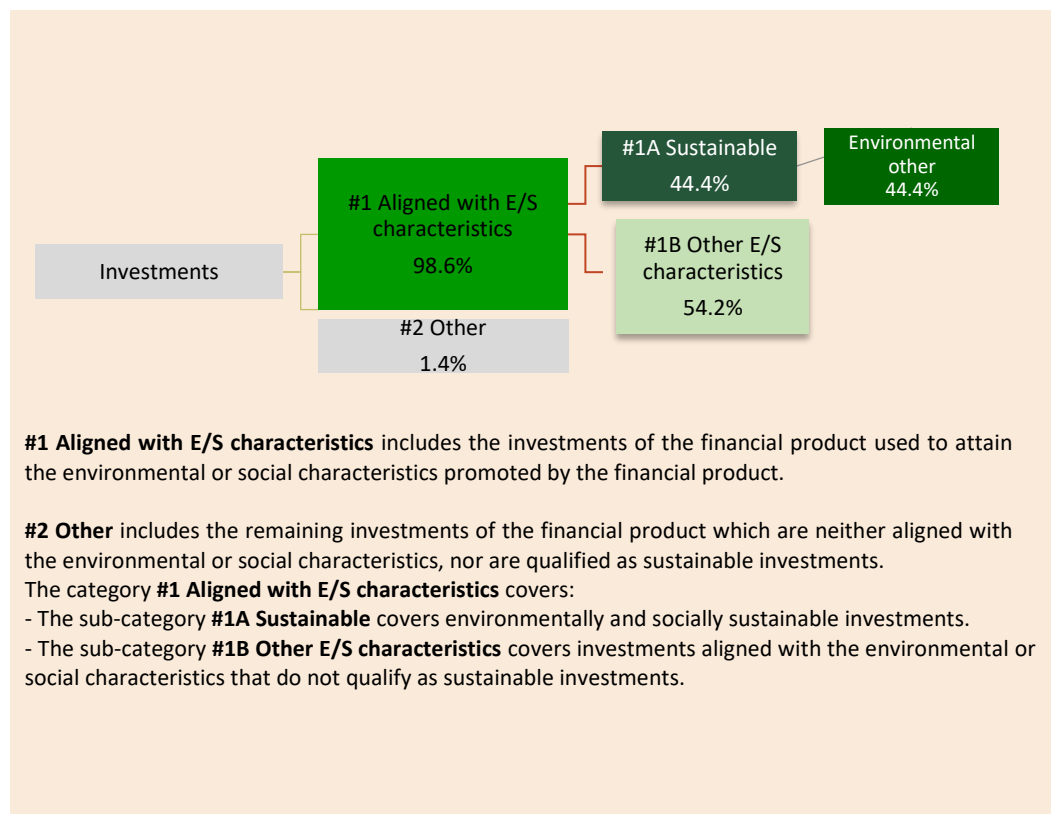 #1A Sustainable
44.4%
Environmental
other
44.4%
#1 Aligned with E/S
characteristics
98.6%
#1B Other E/S
characteristics
54.2%
Investments
#2 Other
1.4%
#1 Aligned with E/S characteristics includes the investments of the financial product used to attain
the environmental or social characteristics promoted by the financial product.
#2 Other includes the remaining investments of the financial product which are neither aligned with
the environmental or social characteristics, nor are qualified as sustainable investments.
The category #1 Aligned with E/S characteristics covers:
- The sub-category #1A Sustainable covers environmentally and socially sustainable investments.
- The sub-category #1B Other E/S characteristics covers investments aligned with the environmental or
social characteristics that do not qualify as sustainable investments.